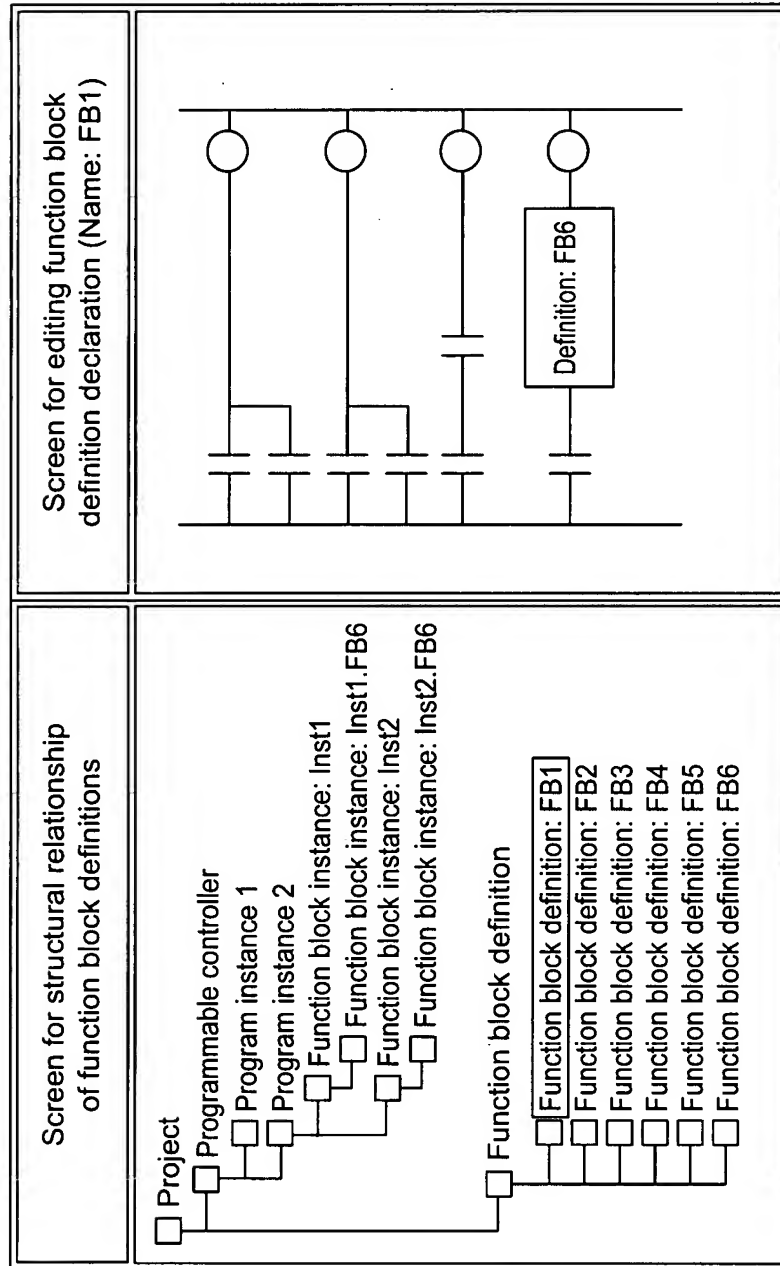 Screen for structural relationship
of function block definitions
Project
Programmable controller
Program instance 1
Program instance 2
Function block instance: Inst1
Function block instance: Inst1.FB6
Function block instance: Inst2
Function block instance: Inst2.FB6
Function block definition
Function block definition: FB1
Function block definition: FB2
Function block definition: FB3
Function block definition: FB4
Function block definition: FB5
Function block definition: FB6
Screen for editing function block
definition declaration (Name: FB1)
Definition: FB6